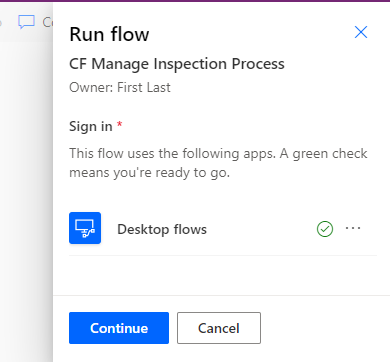 Run flow
CF Manage Inspection Process
Owner: First Last
Sign in *
This flow uses the following apps. A green check
means you're ready to go.
Desktop flows
Continue
Cancel